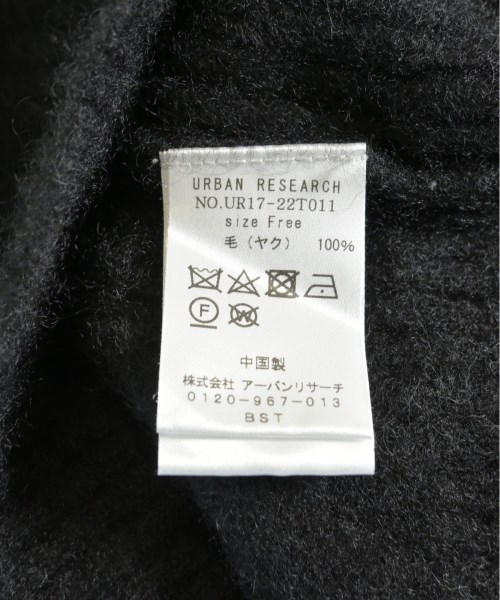 URBAN RESEARCH
NO.UR17-22T011
size Free
毛（ヤク） 100%
F W
中国製
株式会社 アーバンリサーチ
0120-967-013
BST